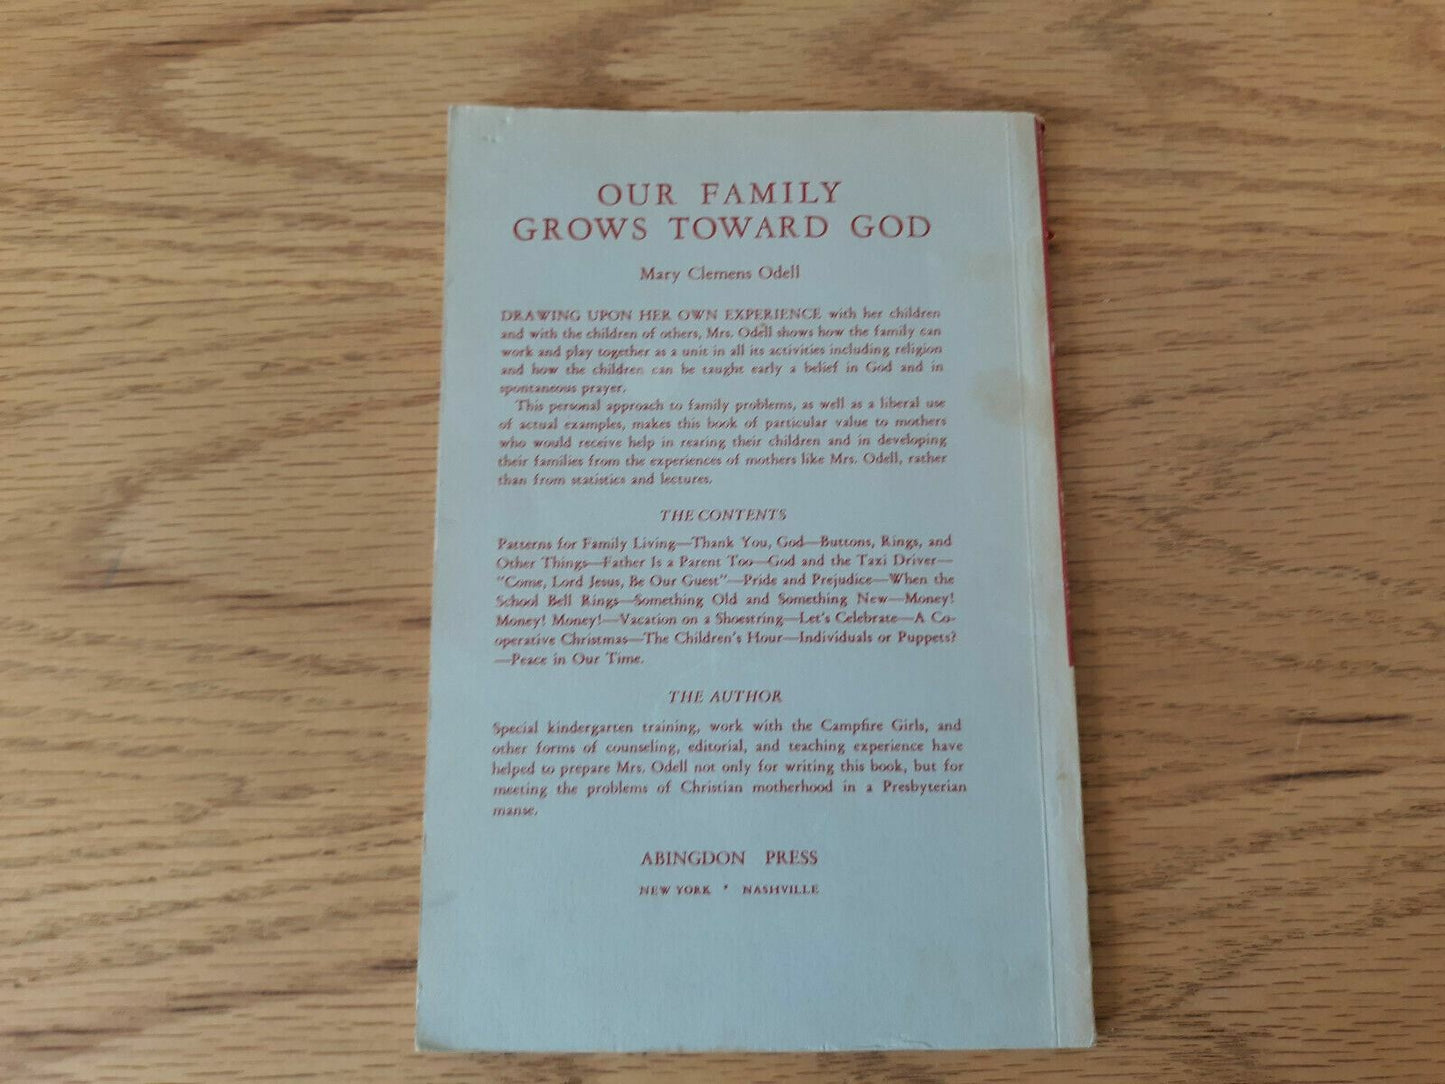 OUR FAMILY
GROWS TOWARD GOD
Mary Clemens Odell
DRAWING UPON HER OWN EXPERIENCE with her children
and with the children of others, Mrs. Odell shows how the family can
work and play together as a unit in all its activities including religion
and how the children can be taught early a belief in God and in
spontaneous prayer.
This personal approach to family problems, as well as a liberal use
of actual examples, makes this book of particular value to mothers
who would receive help in rearing their children and in developing
their families from the experiences of mothers like Mrs. Odell, rather
than from statistics and lectures.
THE CONTENTS
Patterns for Family Living—Thank You, God—Buttons, Rings, and
Other Things—Father Is a Parent Too—God and the Taxi Driver—
"Come, Lord Jesus, Be Our Guest"—Pride and Prejudice—When the
School Bell Rings—Something Old and Something New—Money!
Money! Money!—Vacation on a Shoestring—Let's Celebrate—A Co-
operative Christmas—The Children's Hour—Individuals or Puppets?
—Peace in Our Time.
THE AUTHOR
Special kindergarten training, work with the Campfire Girls, and
other forms of counseling, editorial, and teaching experience have
helped to prepare Mrs. Odell not only for writing this book, but for
meeting the problems of Christian motherhood in a Presbyterian
manse.
ABINGDON PRESS
NEW YORK • NASHVILLE